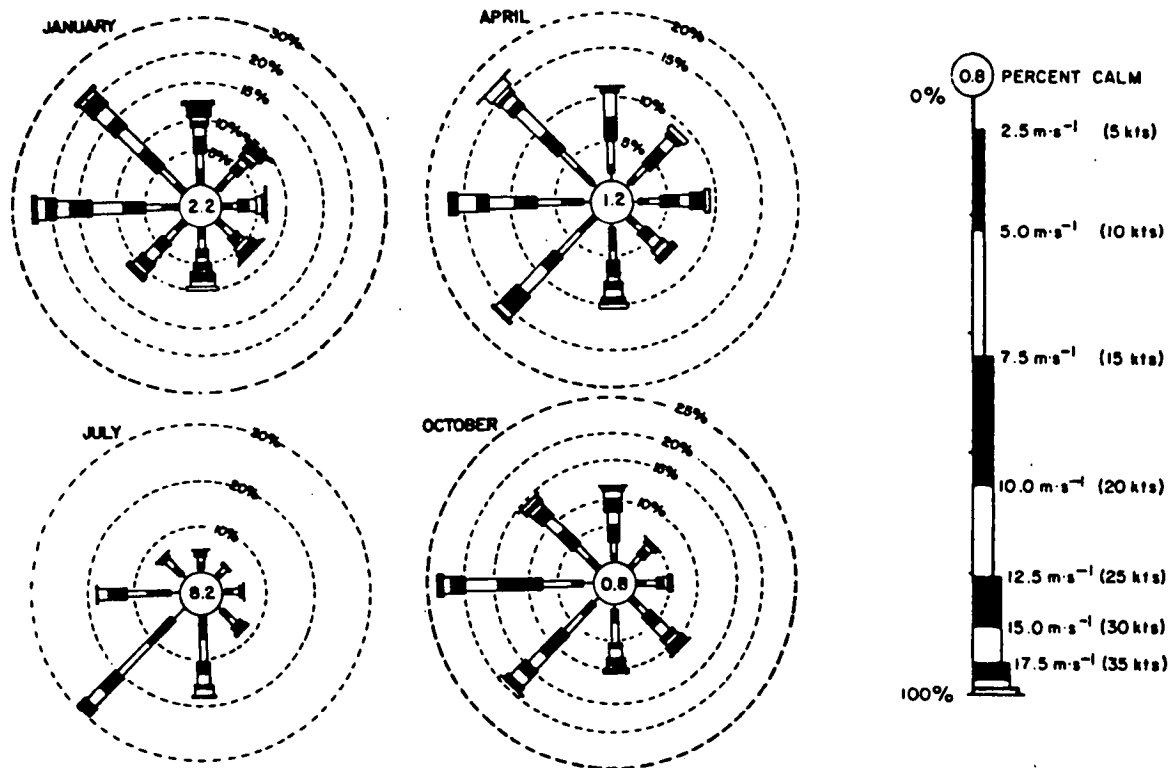 JANUARY
30%
20%
15%
10%
5%
2.2
APRIL
20%
15%
10%
5%
1.2
JULY
30%
20%
10%
8.2
OCTOBER
25%
20%
15%
10%
0.8
0.8 PERCENT CALM
0%
2.5 m·s⁻¹ (5 kts)
5.0 m·s⁻¹ (10 kts)
7.5 m·s⁻¹ (15 kts)
10.0 m·s⁻¹ (20 kts)
12.5 m·s⁻¹ (25 kts)
15.0 m·s⁻¹ (30 kts)
17.5 m·s⁻¹ (35 kts)
100%